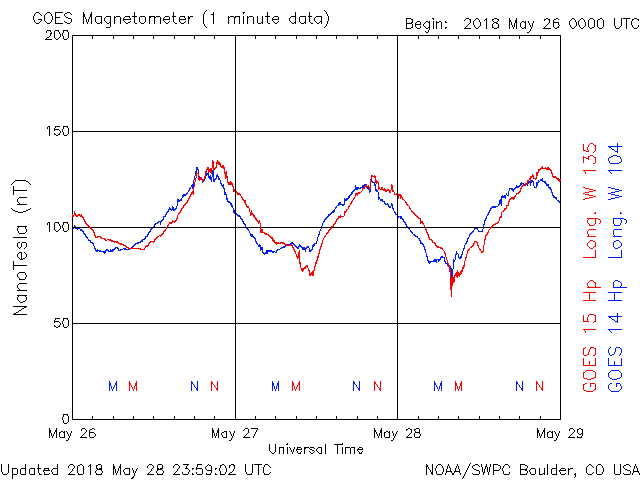 GOES Magnetometer (1 minute data)
Begin: 2018 May 26 0000 UTC
200
150
100
50
0
NanoTesla (nT)
M M N N M M N N M M N N
May 26 May 27 May 28 May 29
Universal Time
GOES 15 Hp Long. W 135
GOES 14 Hp Long. W 104
Updated 2018 May 28 23:59:02 UTC
NOAA/SWPC Boulder, CO USA